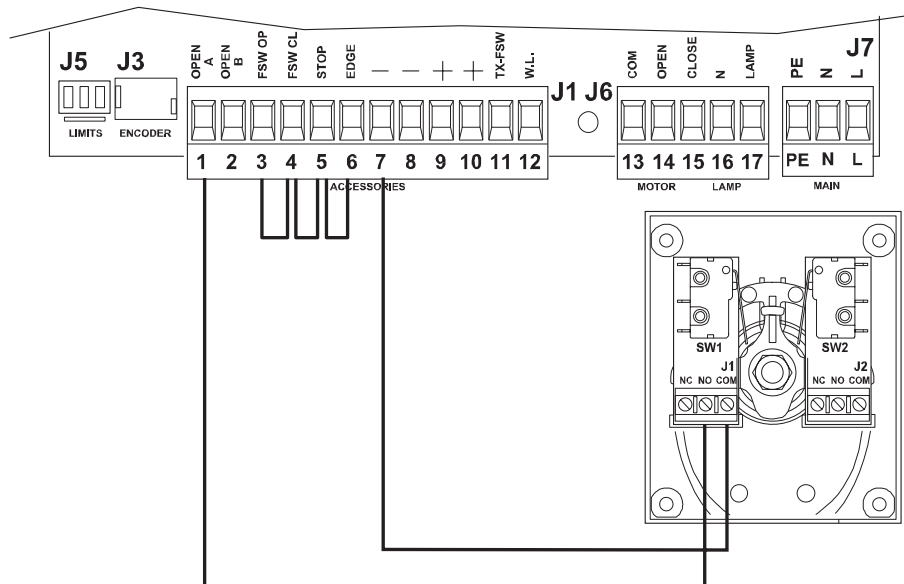 J5 J3
OPEN A
OPEN B
FSW OP
FSW CL
STOP
EDGE
—
—
+
+
TX-FSW
W.L.
J1 J6
COM
OPEN
CLOSE
N
LAMP
J7
PE
N
L
LIMITS ENCODER
1 2 3 4 5 6 7 8 9 10 11 12
13 14 15 16 17
PE N L
ACCESSORIES
MOTOR LAMP
MAIN
SW1 SW2
J1 J2
NC NO COM
NC NO COM